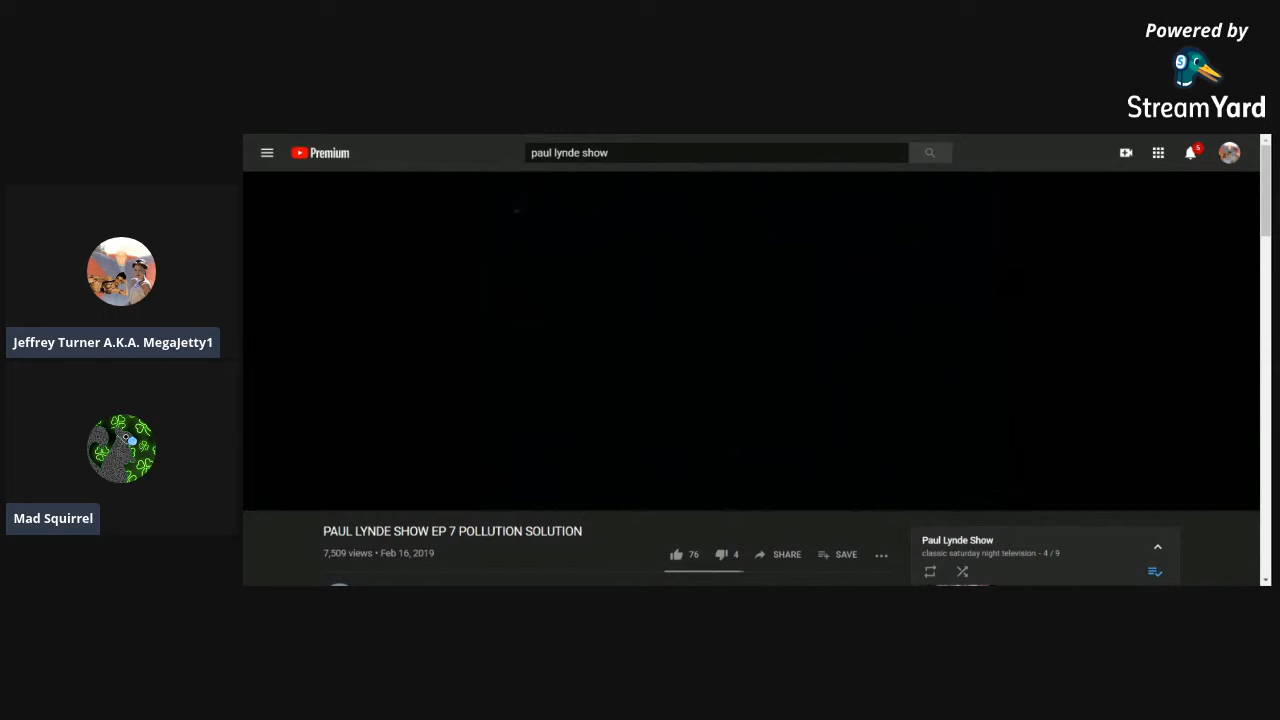 Powered by
StreamYard
Premium
paul lynde show
5
Jeffrey Turner A.K.A. MegaJetty1
Mad Squirrel
PAUL LYNDE SHOW EP 7 POLLUTION SOLUTION
7,509 views • Feb 16, 2019
76
4
SHARE
SAVE
Paul Lynde Show
classic saturday night television - 4 / 9